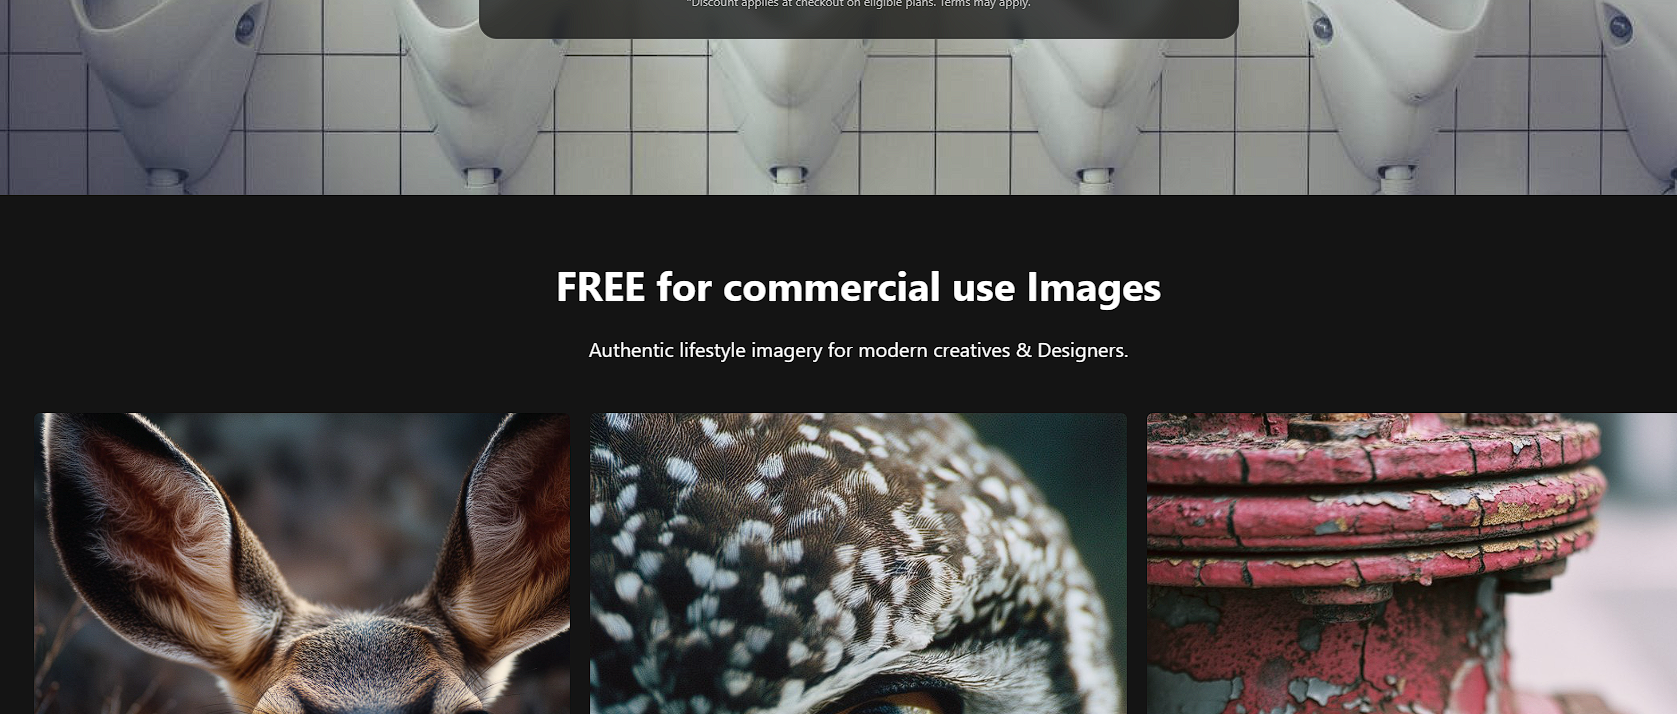 *Discount applies at checkout on eligible plans. Terms may apply.
FREE for commercial use Images
Authentic lifestyle imagery for modern creatives & Designers.